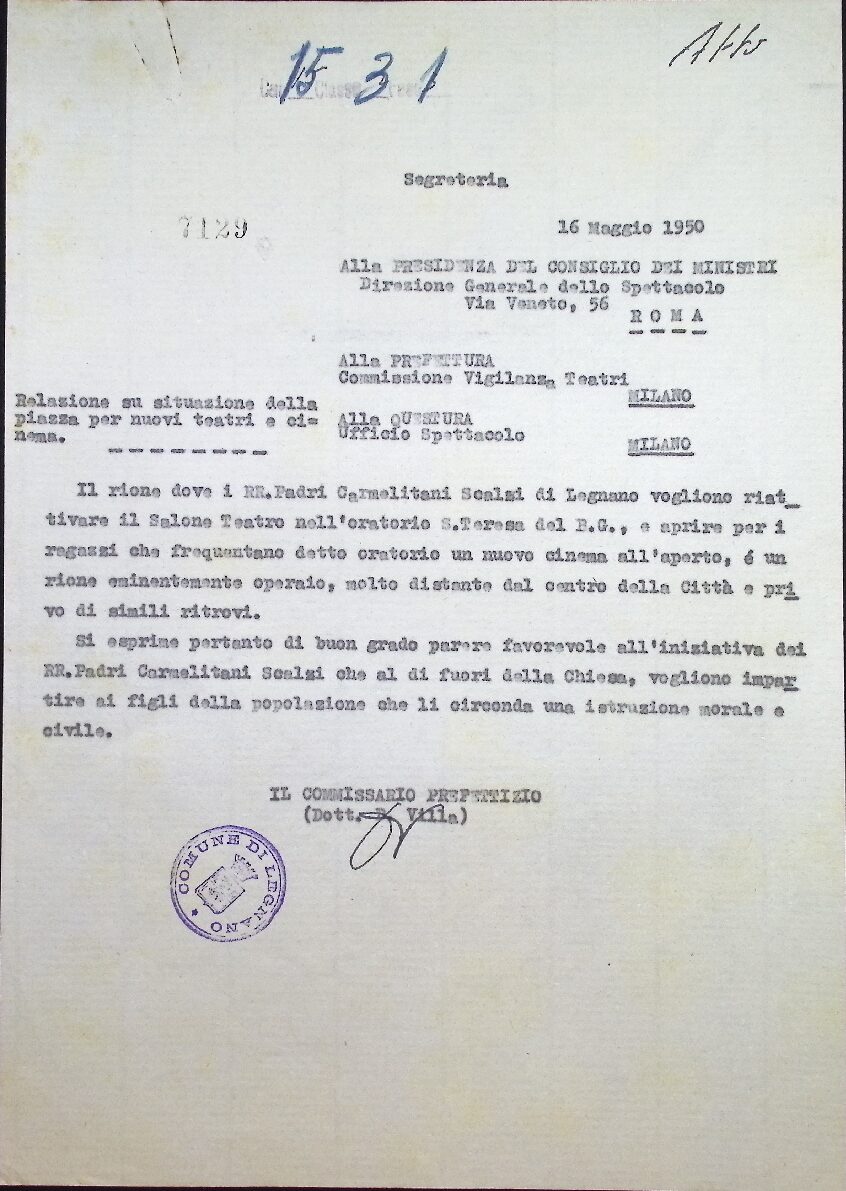 15 3 1
Atto
Segreteria
7129
16 Maggio 1950
Alla PRESIDENZA DEL CONSIGLIO DEI MINISTRI
Direzione Generale dello Spettacolo
Via Veneto, 56
R O M A
Alla PREFETTURA
Commissione Vigilanza Teatri
MILANO
Relazione su situazione della
piazza per nuovi teatri e ci=
nema.
Alla QUESTURA
Ufficio Spettacolo
MILANO
Il rione dove i RR.Padri Carmelitani Scalzi di Legnano vogliono riat_
tivare il Salone Teatro nell'oratorio S.Teresa del B.G., e aprire per i
ragazzi che frequentano detto oratorio un nuovo cinema all'aperto, é un
rione eminentemente operaio, molto distante dal centro della Città e pri
vo di simili ritrovi.
Si esprime pertanto di buon grado parere favorevole all'iniziativa dei
RR.Padri Carmelitani Scalzi che al di fuori della Chiesa, vogliono impar
tire ai figli della popolazione che li circonda una istruzione morale e
civile.
IL COMMISSARIO PREFETTIZIO
(Dott. Villa)
COMUNE DI LEGNANO